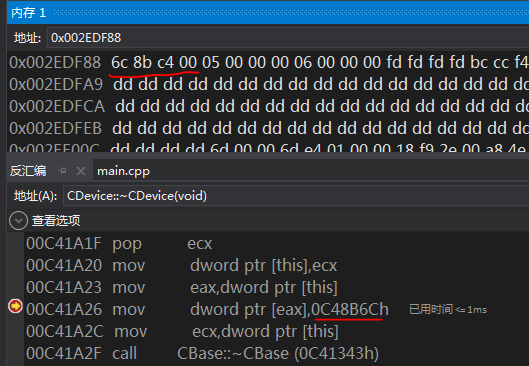 内存 1
地址: 0x002EDF88
0x002EDF88 6c 8b c4 00 05 00 00 00 06 00 00 00 fd fd fd fd bc cc f4
0x002EDFA9 dd dd dd dd dd dd dd dd dd dd dd dd dd dd dd dd dd dd dd
0x002EDFCA dd dd dd dd dd dd dd dd dd dd dd dd dd dd dd dd dd dd dd
0x002EDFEB dd dd dd dd dd dd dd dd dd dd dd dd dd dd dd dd dd dd dd
0x002EE00C dd dd dd dd 6d 00 00 6d e4 01 00 00 18 f9 2e 00 a8 4e
反汇编 main.cpp
地址(A): CDevice::~CDevice(void)
查看选项
00C41A1F pop ecx
00C41A20 mov dword ptr [this],ecx
00C41A23 mov eax,dword ptr [this]
00C41A26 mov dword ptr [eax],0C48B6Ch 已用时间<=1ms
00C41A2C mov ecx,dword ptr [this]
00C41A2F call CBase::~CBase (0C41343h)